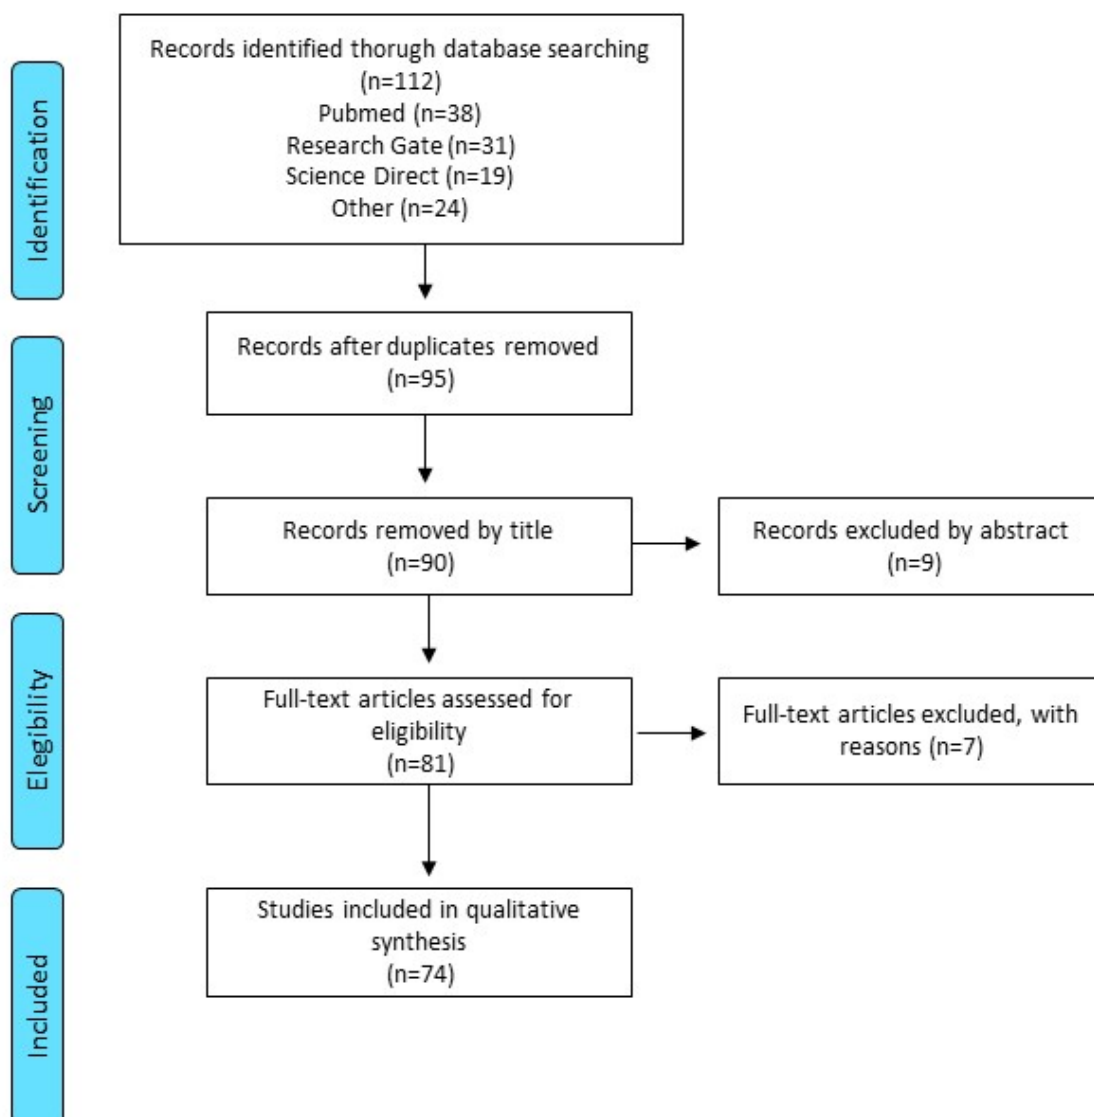 Identification
Records identified thorugh database searching
(n=112)
Pubmed (n=38)
Research Gate (n=31)
Science Direct (n=19)
Other (n=24)
Screening
Records after duplicates removed
(n=95)
Records removed by title
(n=90)
Records excluded by abstract
(n=9)
Elegibility
Full-text articles assessed for
eligibility
(n=81)
Full-text articles excluded, with
reasons (n=7)
Included
Studies included in qualitative
synthesis
(n=74)